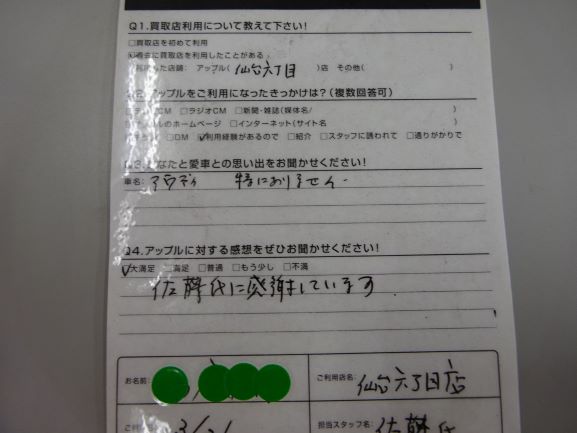 Q1.買取店利用について教えて下さい!
□買取店を初めて利用
過去に買取店を利用したことがある
した店舗: アップル( 仙台六丁目 )店 その他( )
アップルをご利用になったきっかけは?(複数回答可)
CM □ラジオCM □新聞・雑誌(媒体名/ )
のホームページ □インターネット(サイト名 )
□DM ☑利用経験があるので □紹介 □スタッフに誘われて □通りがかりで
なたと愛車との思い出をお聞かせください!
車名: アウディ 特にありません
Q4.アップルに対する感想をぜひお聞かせください!
☑大満足 □満足 □普通 □もう少し □不満
佐藤氏に感謝しています
お名前: ご利用店名: 仙台六丁目店
担当スタッフ名: 佐藤氏